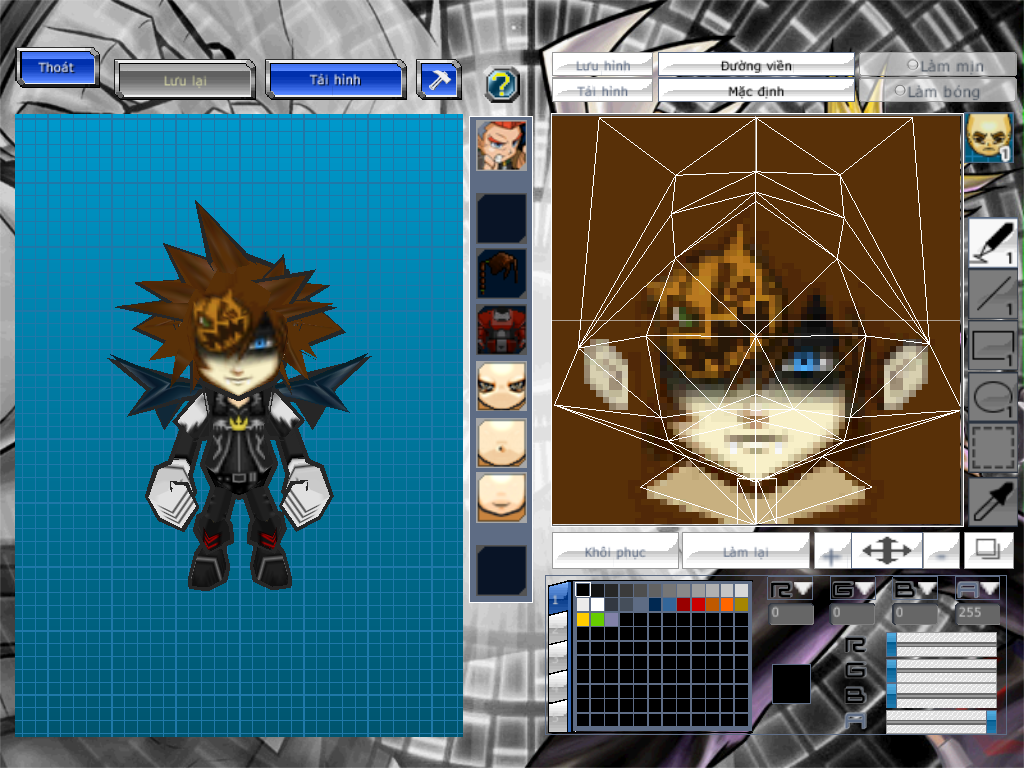 Thoát
Lưu lại
Tải hình
?
Lưu hình
Đường viền
Làm mịn
Tải hình
Mặc định
Làm bóng
1
1
1
1
1
Khôi phục
Làm lại
+
-
1
R G B A
0 0 0 255
R
G
B
A